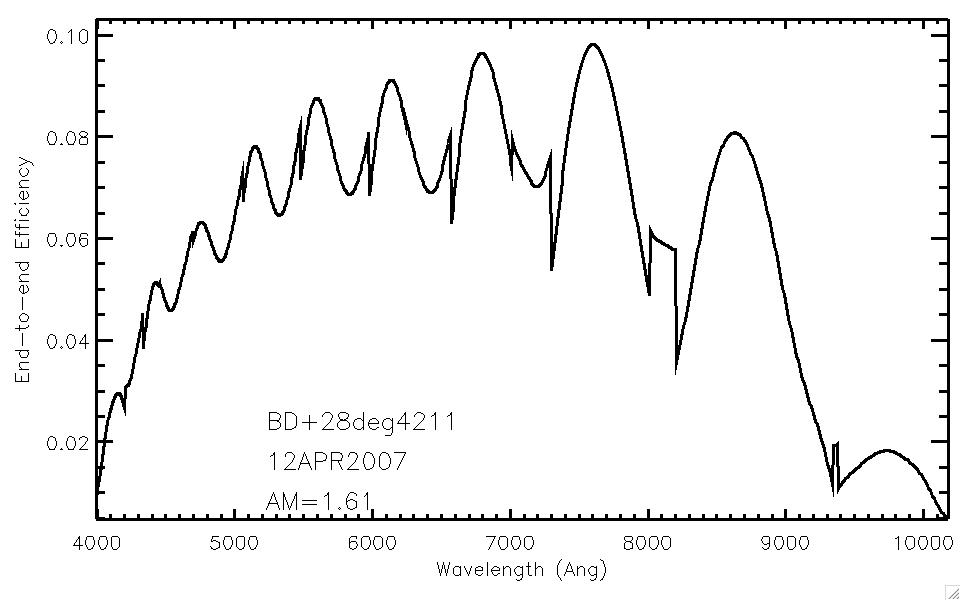 0.10
0.08
0.06
0.04
0.02
End-to-end Efficiency
BD+28deg4211
12APR2007
AM=1.61
4000 5000 6000 7000 8000 9000 10000
Wavelength (Ang)